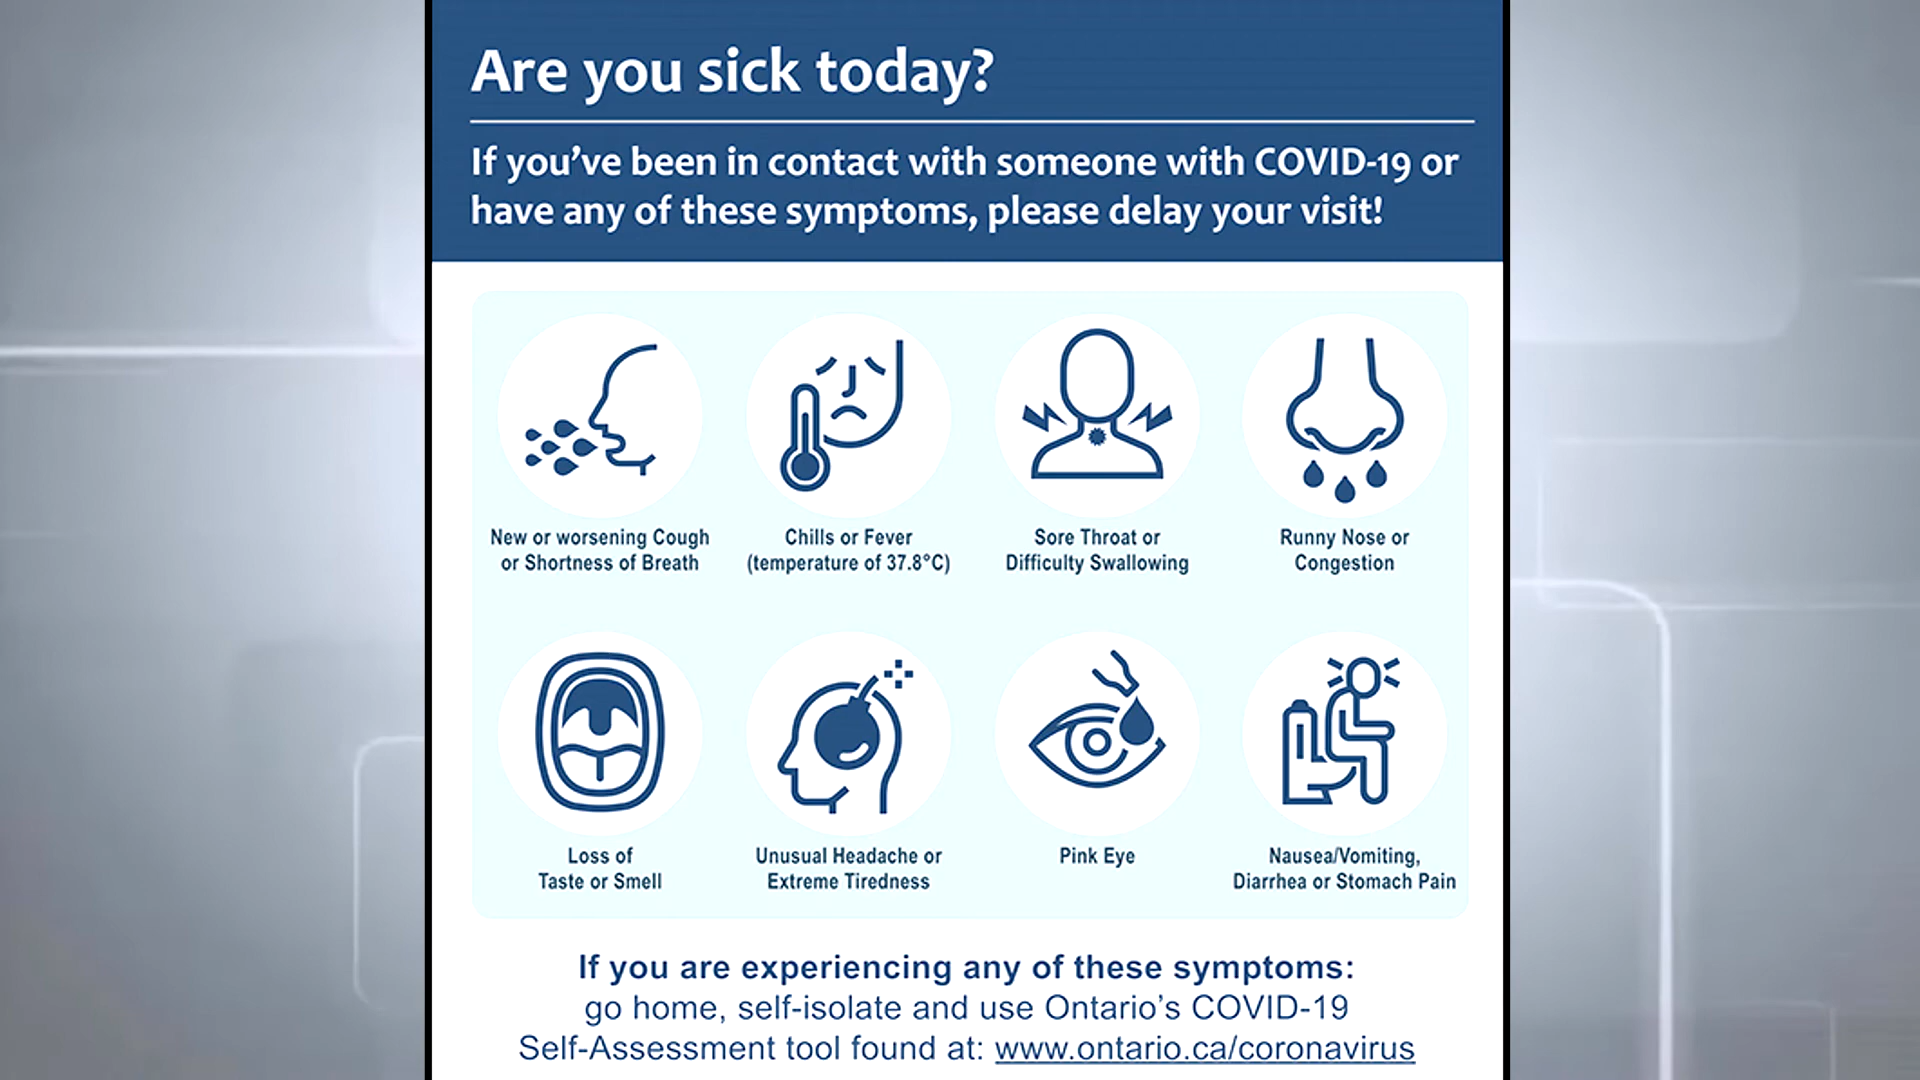 Are you sick today?
If you’ve been in contact with someone with COVID-19 or
have any of these symptoms, please delay your visit!
New or worsening Cough
or Shortness of Breath
Chills or Fever
(temperature of 37.8°C)
Sore Throat or
Difficulty Swallowing
Runny Nose or
Congestion
Loss of
Taste or Smell
Unusual Headache or
Extreme Tiredness
Pink Eye
Nausea/Vomiting,
Diarrhea or Stomach Pain
If you are experiencing any of these symptoms:
go home, self-isolate and use Ontario’s COVID-19
Self-Assessment tool found at: www.ontario.ca/coronavirus